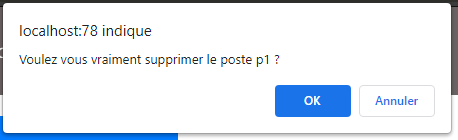 localhost:78 indique
Voulez vous vraiment supprimer le poste p1 ?
OK
Annuler